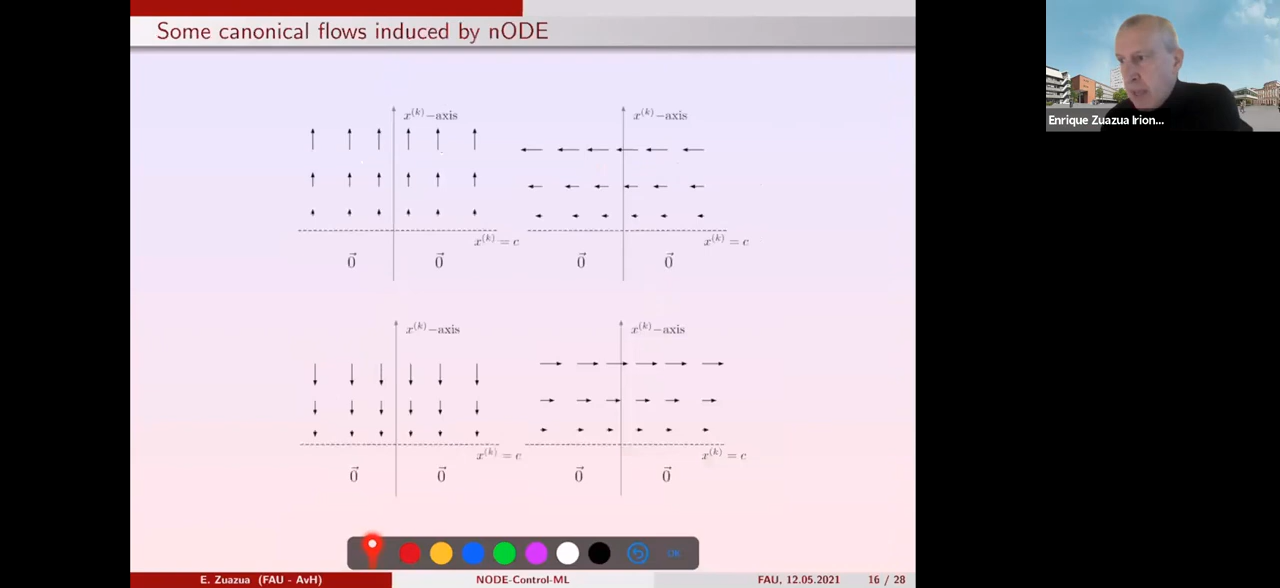 Some canonical flows induced by nODE
Enrique Zuazua Irion...
x^(k)−axis
x^(k)−axis
x^(k) = c
x^(k) = c
0⃗ 0⃗
0⃗ 0⃗
x^(k)−axis
x^(k)−axis
x^(k) = c
x^(k) = c
0⃗ 0⃗
0⃗ 0⃗
OK
E. Zuazua (FAU - AvH) NODE-Control-ML FAU, 12.05.2021 16 / 28